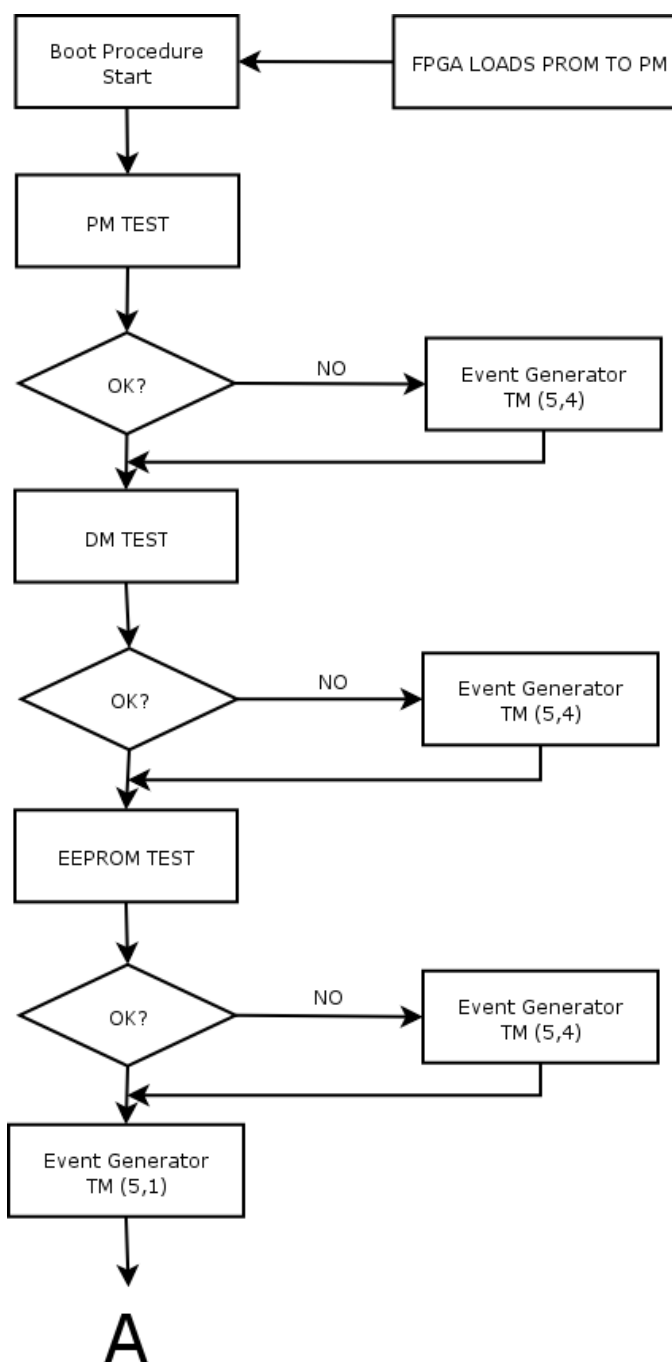 Boot Procedure
Start
FPGA LOADS PROM TO PM
PM TEST
OK?
NO
Event Generator
TM (5,4)
DM TEST
OK?
NO
Event Generator
TM (5,4)
EEPROM TEST
OK?
NO
Event Generator
TM (5,4)
Event Generator
TM (5,1)
A